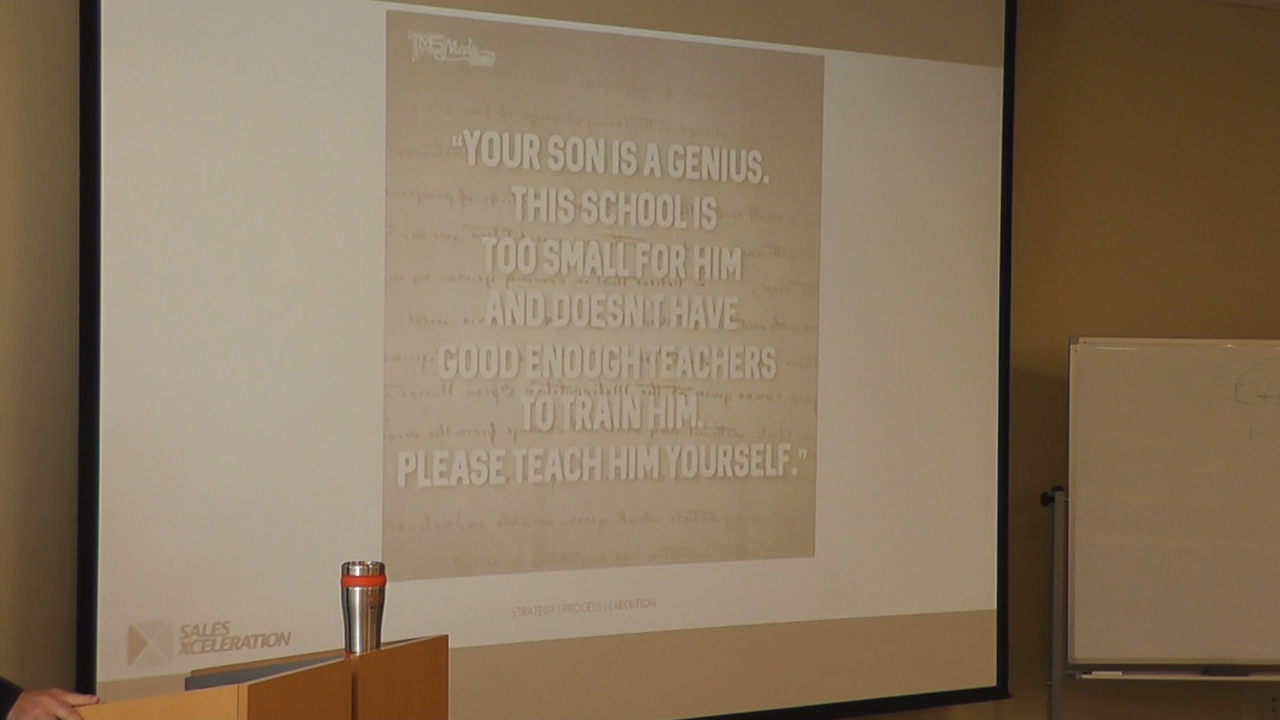 "YOUR SON IS A GENIUS.
THIS SCHOOL IS
TOO SMALL FOR HIM
AND DOESN'T HAVE
GOOD ENOUGH TEACHERS
TO TRAIN HIM.
PLEASE TEACH HIM YOURSELF."
STRATEGY | PROCESS | EXECUTION
SALES
XCELERATION